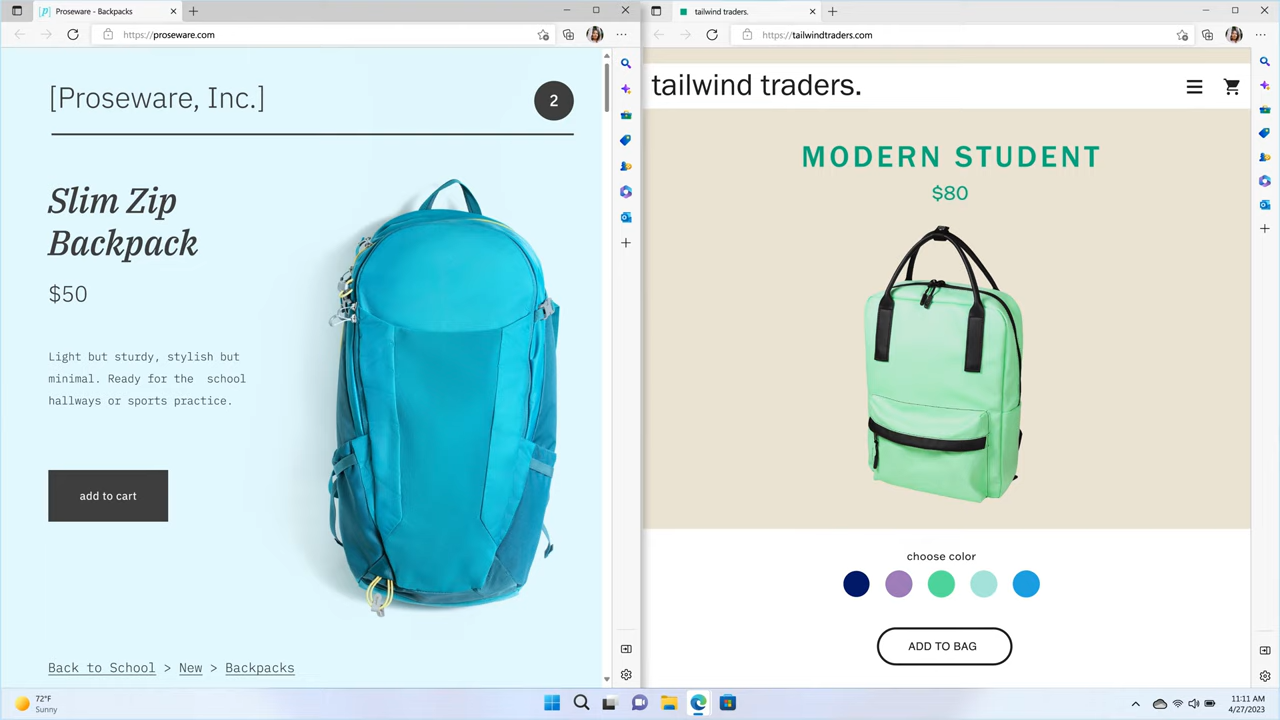 Proseware - Backpacks
https://proseware.com
[Proseware, Inc.]
2
Slim Zip
Backpack
$50
Light but sturdy, stylish but
minimal. Ready for the school
hallways or sports practice.
add to cart
Back to School > New > Backpacks
tailwind traders.
https://tailwindtraders.com
tailwind traders.
MODERN STUDENT
$80
choose color
ADD TO BAG
72°F
Sunny
11:11 AM
4/27/2023